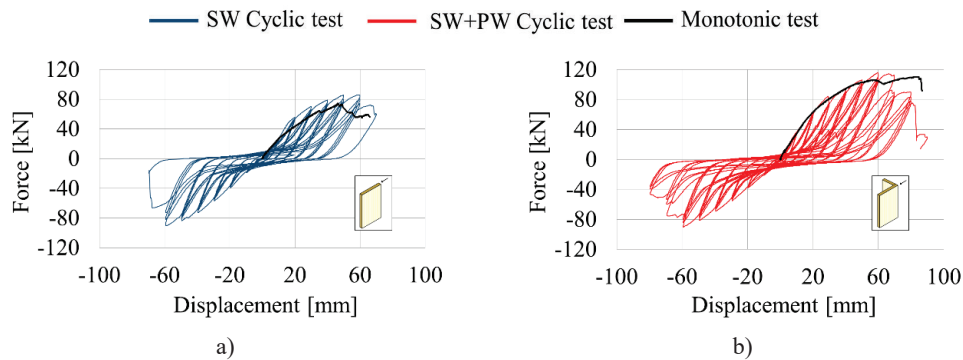 SW Cyclic test SW+PW Cyclic test Monotonic test
120
80
40
0
-40
-80
-120
Force [kN]
-100 -60 -20 20 60 100
Displacement [mm]
a)
120
80
40
0
-40
-80
-120
Force [kN]
-100 -60 -20 20 60 100
Displacement [mm]
b)